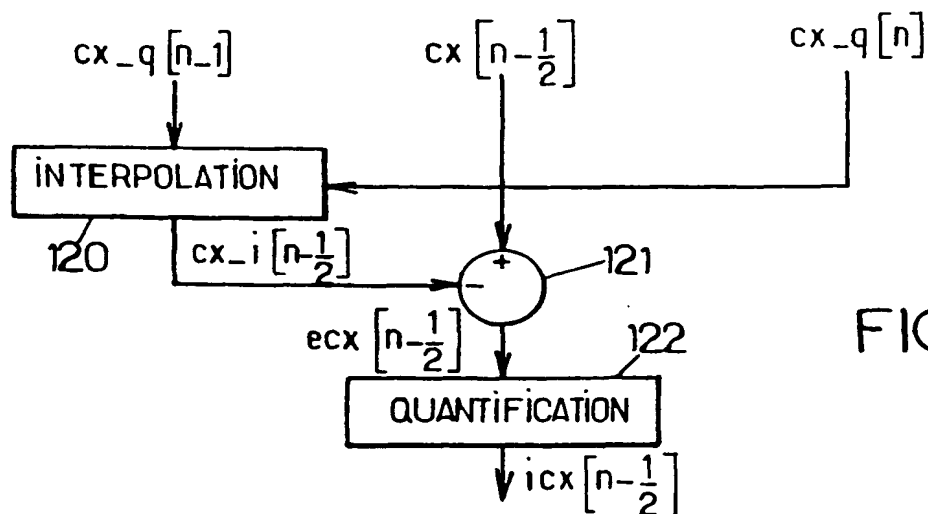 cx_q [n_1]
cx [n-1/2]
cx_q [n]
INTERPOLATION
120
cx_i [n-1/2]
121
ecx [n-1/2]
122
FIG
QUANTIFICATION
icx [n-1/2]